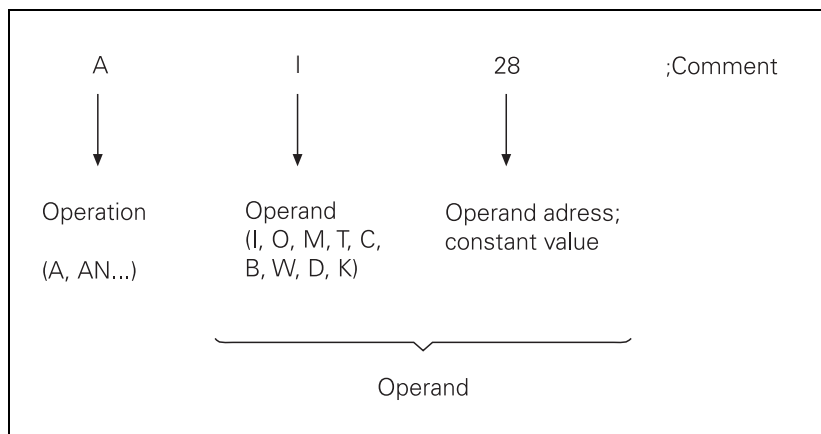 A I 28 ;Comment
Operation
(A, AN...)
Operand
(I, O, M, T, C,
B, W, D, K)
Operand adress;
constant value
Operand